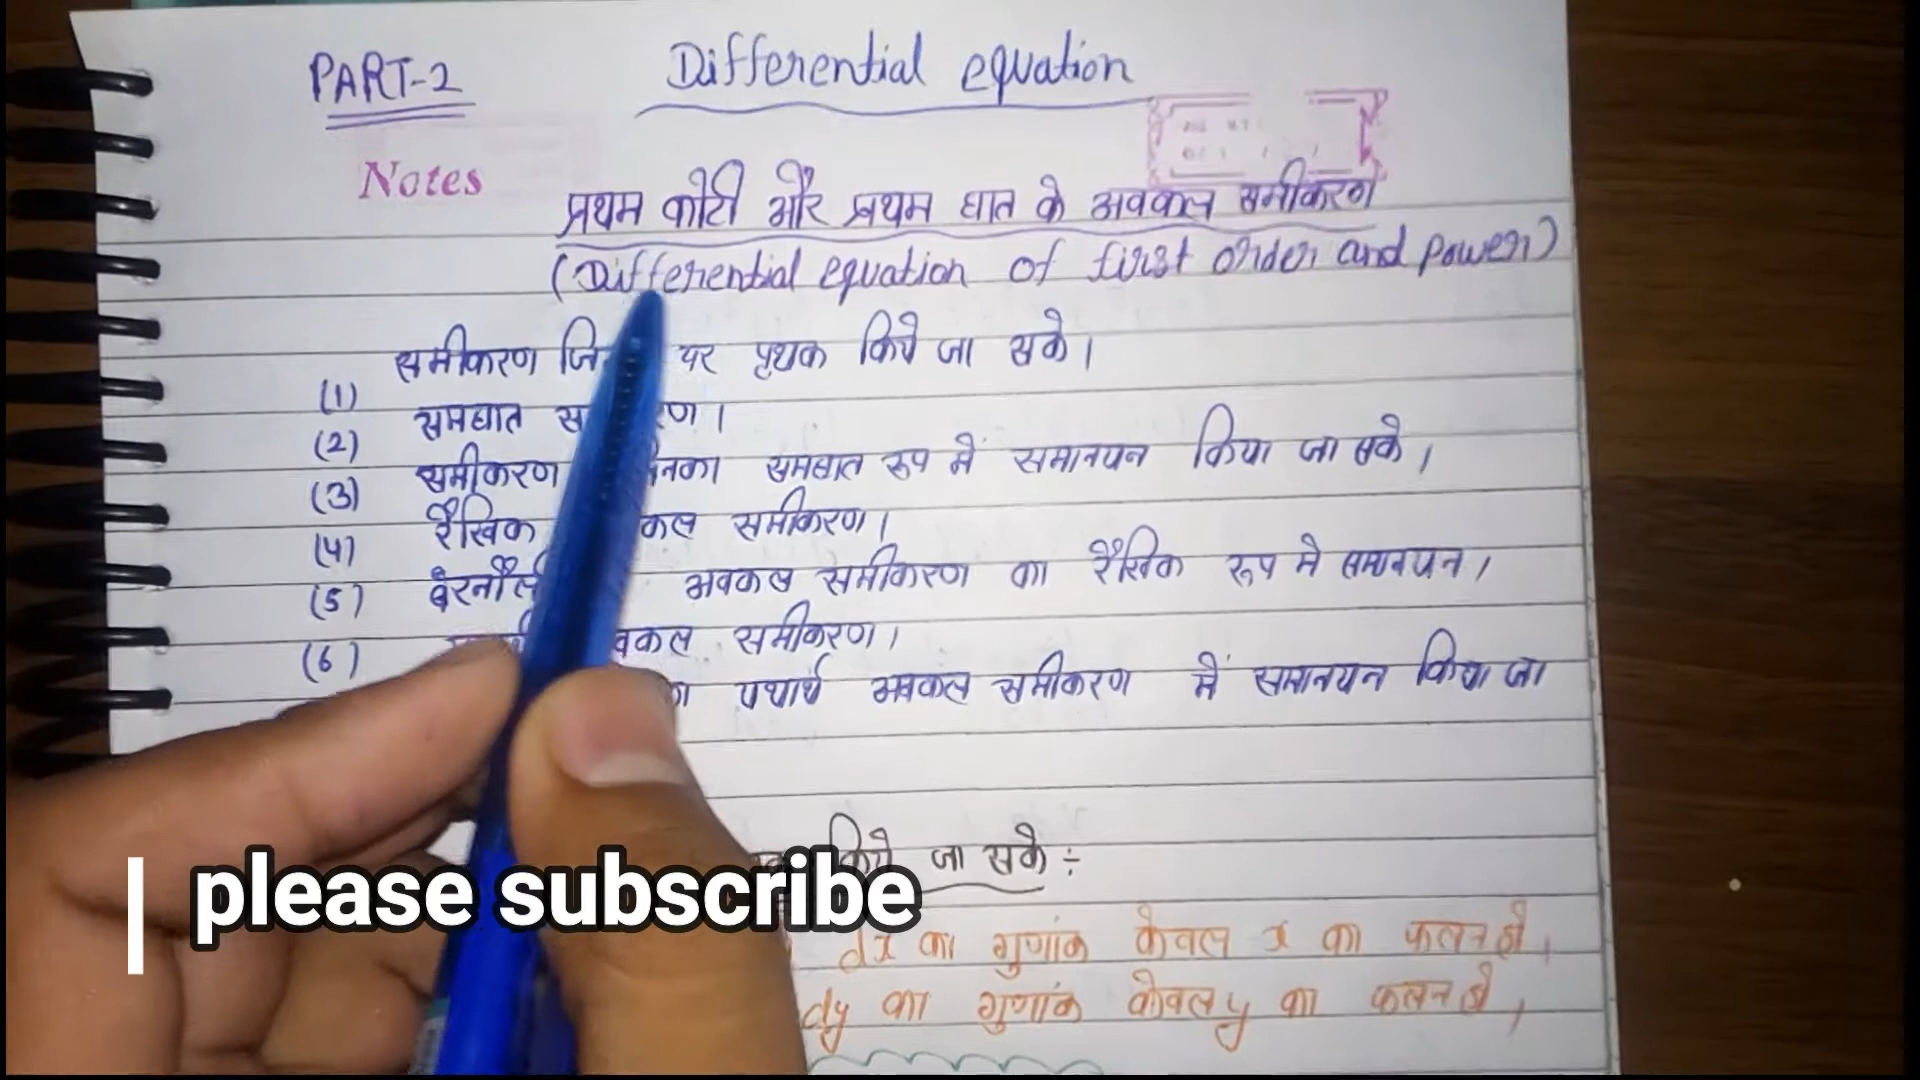 PART-2 Differential equation
Notes
प्रथम कोटी और प्रथम घात के अवकल समीकरण
(Differential equation of first order and power)
समीकरण पर पृथक किये जा सके।
(1)
समघात
(2)
समीकरण समघात रूप में समानयन किया जा सके।
(3)
रैखिक समीकरण।
(4)
अवकल समीकरण का रैखिक रूप मे समानयन।
(5)
समीकरण।
(6)
यथार्थ अवकल समीकरण में समानयन किया जा
किये जा सके ÷
please subscribe
dx का गुणांक केवल x का फलन हो,
dy का गुणांक केवल y का फलन हो,